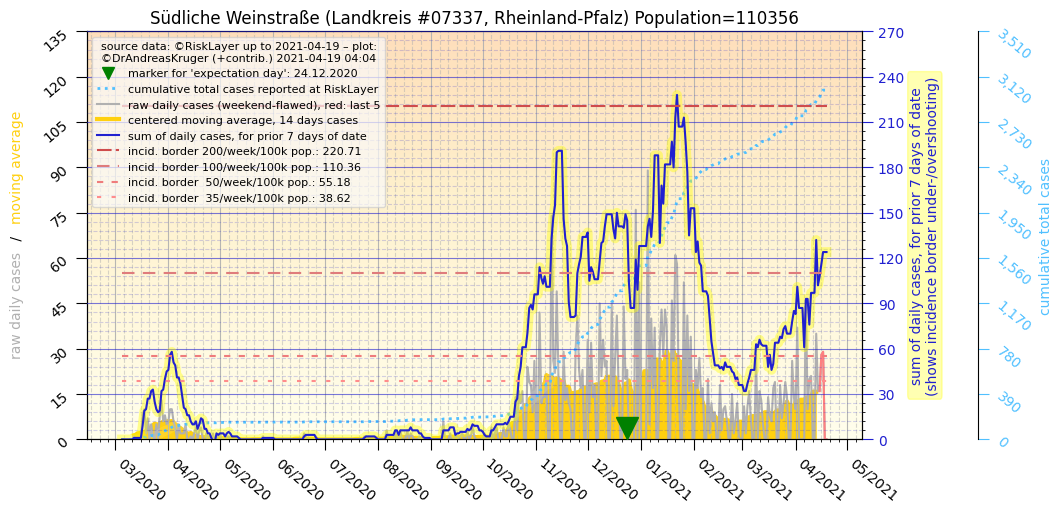 Südliche Weinstraße (Landkreis #07337, Rheinland-Pfalz) Population=110356
source data: ©RiskLayer up to 2021-04-19 – plot:
©DrAndreasKruger (+contrib.) 2021-04-19 04:04
marker for 'expectation day': 24.12.2020
cumulative total cases reported at RiskLayer
raw daily cases (weekend-flawed), red: last 5
centered moving average, 14 days cases
sum of daily cases, for prior 7 days of date
incid. border 200/week/100k pop.: 220.71
incid. border 100/week/100k pop.: 110.36
incid. border  50/week/100k pop.: 55.18
incid. border  35/week/100k pop.: 38.62
raw daily cases  /  moving average
135
120
105
90
75
60
45
30
15
0
270
240
210
180
150
120
90
60
30
0
sum of daily cases, for prior 7 days of date
(shows incidence border under-/overshooting)
3,510
3,120
2,730
2,340
1,950
1,560
1,170
780
390
0
cumulative total cases
03/2020
04/2020
05/2020
06/2020
07/2020
08/2020
09/2020
10/2020
11/2020
12/2020
01/2021
02/2021
03/2021
04/2021
05/2021